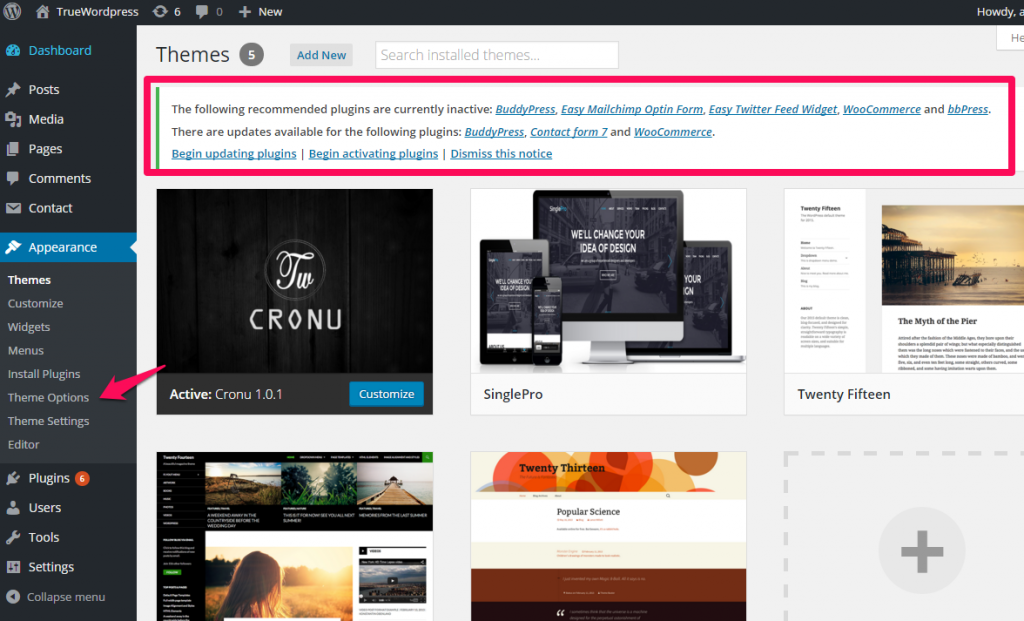 TrueWordpress 6 0 New Howdy, a
Dashboard
Posts
Media
Pages
Comments
Contact
Appearance
Themes
Customize
Widgets
Menus
Install Plugins
Theme Options
Theme Settings
Editor
Plugins 6
Users
Tools
Settings
Collapse menu
He
Themes 5 Add New Search installed themes...
The following recommended plugins are currently inactive: BuddyPress, Easy Mailchimp Optin Form, Easy Twitter Feed Widget, WooCommerce and bbPress.
There are updates available for the following plugins: BuddyPress, Contact form 7 and WooCommerce.
Begin updating plugins | Begin activating plugins | Dismiss this notice
Tw
CRONU
Active: Cronu 1.0.1 Customize
SinglePro
WE'LL CHANGE YOUR
IDEA OF DESIGN
SinglePro
Twenty Fifteen
ABOUT
The Myth of the Pier
Twenty Fifteen
Twenty Fourteen
A WEEKEND AWAY IN THE
COUNTRYSIDE BEFORE THE
WEDDING DAY
THIS IS IT FOR NOW! SEE YOU ALL NEXT
SUMMER
MEMORIES FROM THE LAST SUMMER
VIDEOS
Twenty Thirteen
Popular Science